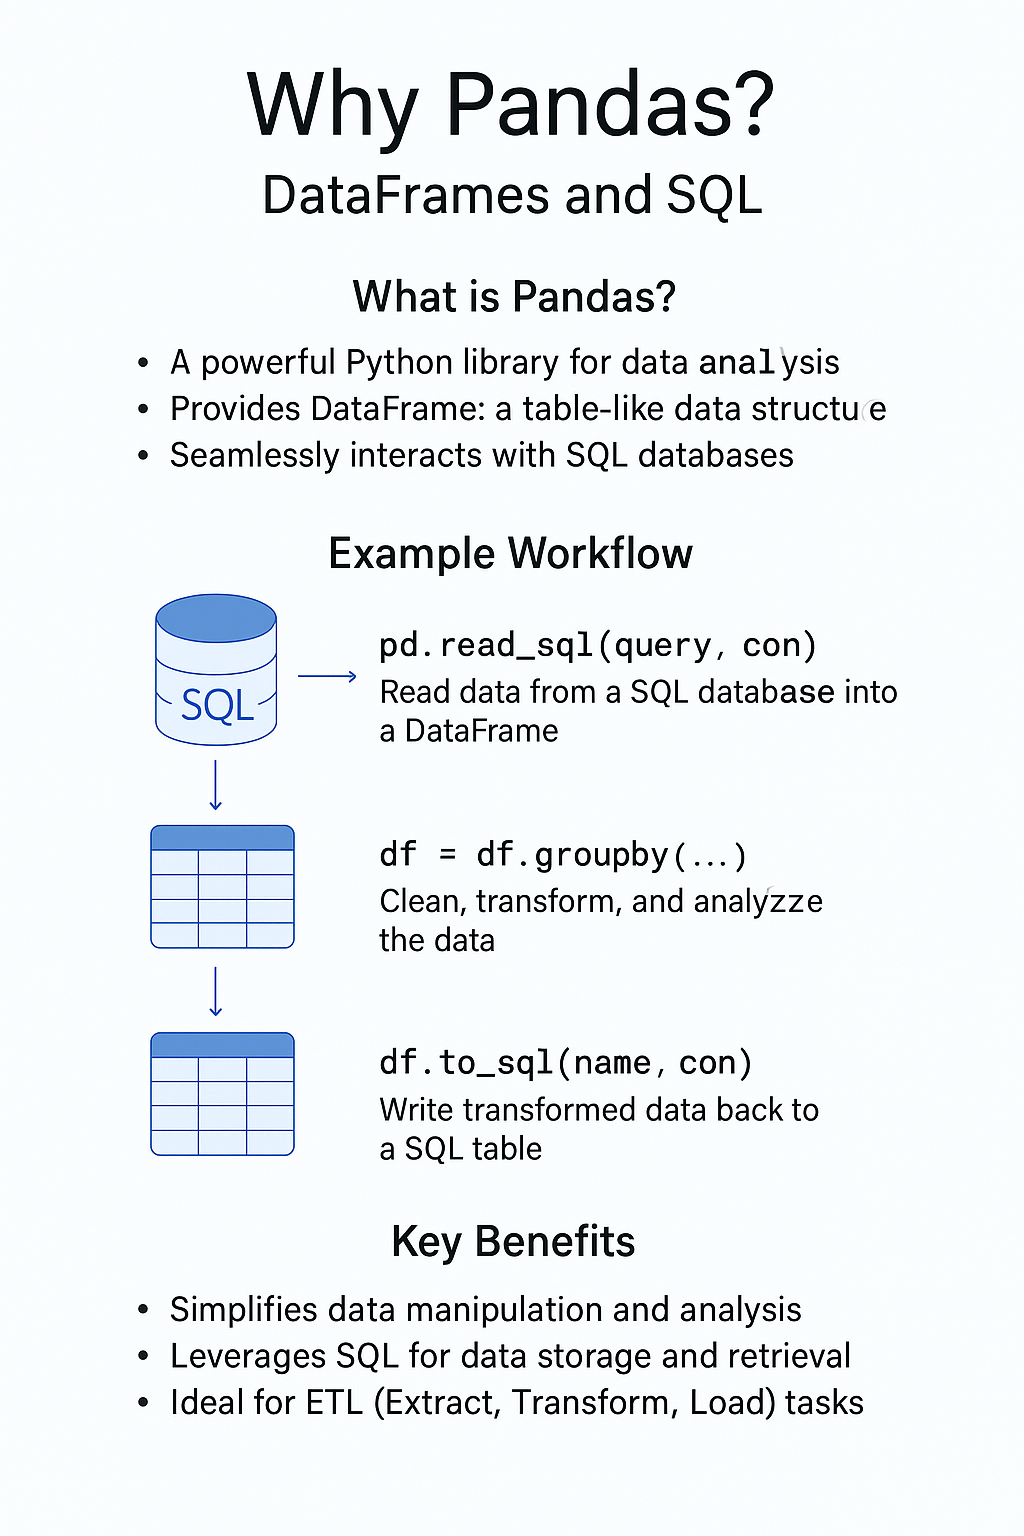 Why Pandas?
DataFrames and SQL
What is Pandas?
• A powerful Python library for data analysis
• Provides DataFrame: a table-like data structu e
• Seamlessly interacts with SQL databases
Example Workflow
SQL
pd.read_sql(query, con)
Read data from a SQL database into
a DataFrame
df = df.groupby(...)
Clean, transform, and analyzze
the data
df.to_sql(name, con)
Write transformed data back to
a SQL table
Key Benefits
• Simplifies data manipulation and analysis
• Leverages SQL for data storage and retrieval
• Ideal for ETL (Extract, Transform, Load) tasks